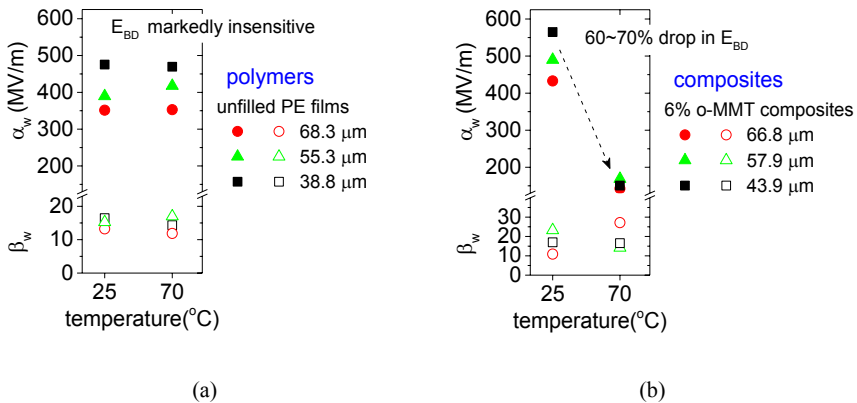 (a)
E_BD markedly insensitive
α_w (MV/m)
600
500
400
300
20
10
0
β_w
25 70
temperature(°C)
polymers
unfilled PE films
68.3 μm
55.3 μm
38.8 μm
(a)
(b)
60~70% drop in E_BD
α_w (MV/m)
600
500
400
300
200
150
30
20
10
0
β_w
25 70
temperature(°C)
composites
6% o-MMT composites
66.8 μm
57.9 μm
43.9 μm
(b)